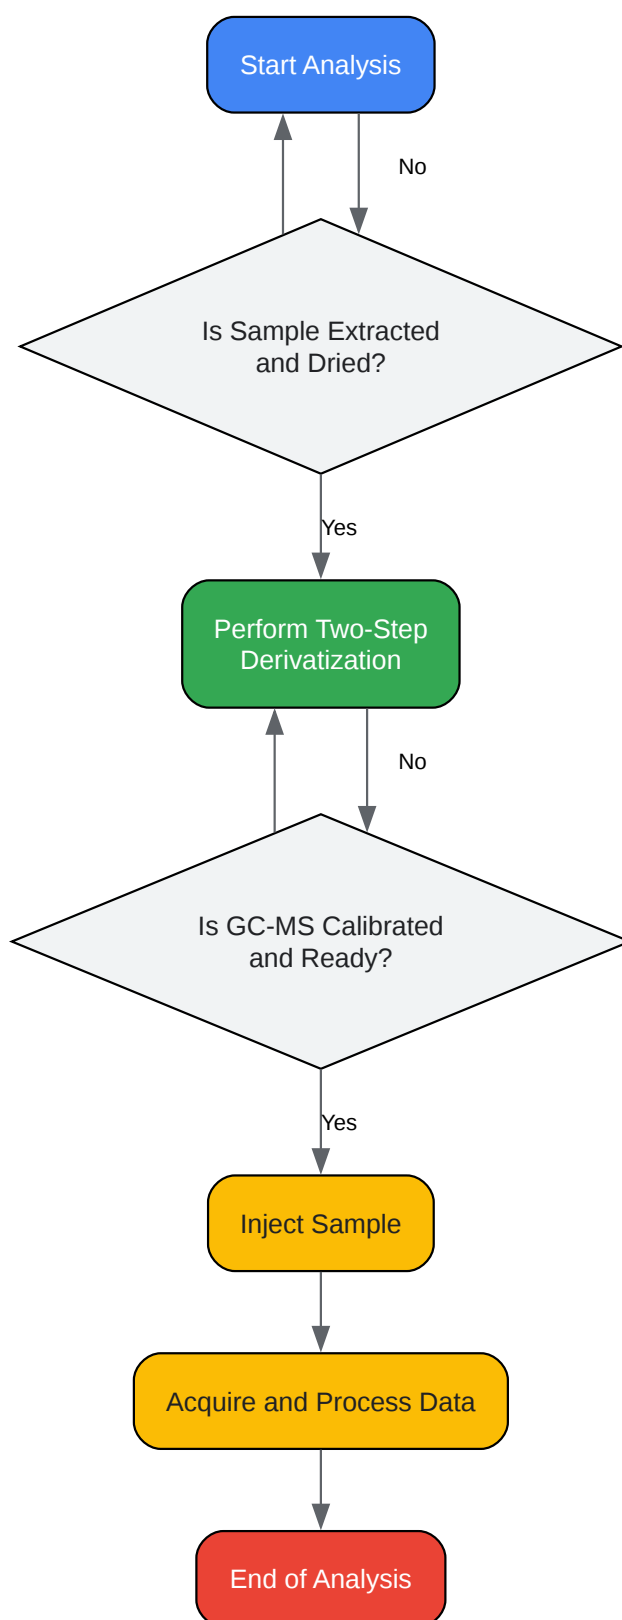 Start Analysis
No
Is Sample Extracted
and Dried?
Yes
Perform Two-Step
Derivatization
No
Is GC-MS Calibrated
and Ready?
Yes
Inject Sample
Acquire and Process Data
End of Analysis